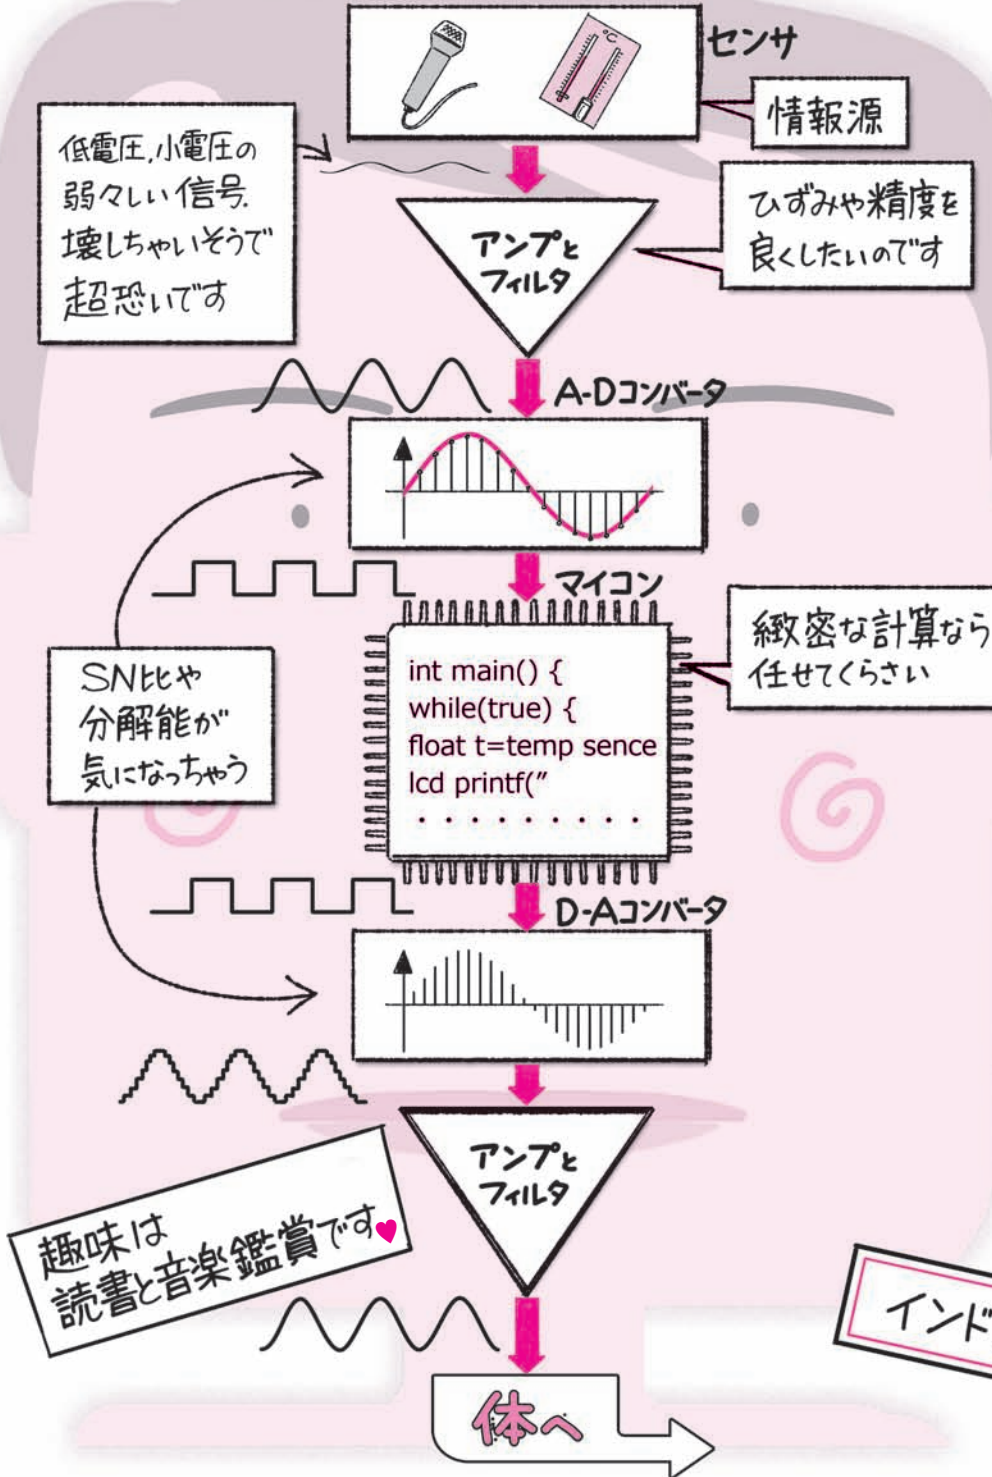 ℃
センサ
情報源
低電圧,小電圧の
弱々しい信号.
壊しちゃいそうで
超恐いです
ひずみや精度を
良くしたいのです
アンプと
フィルタ
A-Dコンバータ
マイコン
緻密な計算なら
任せてくらさい
SN比や
分解能が
気になっちゃう
int main() {
while(true) {
float t=temp sence
lcd printf(”
. . . . . . . . .
D-Aコンバータ
アンプと
フィルタ
趣味は
読書と音楽鑑賞です♥
インド
体へ